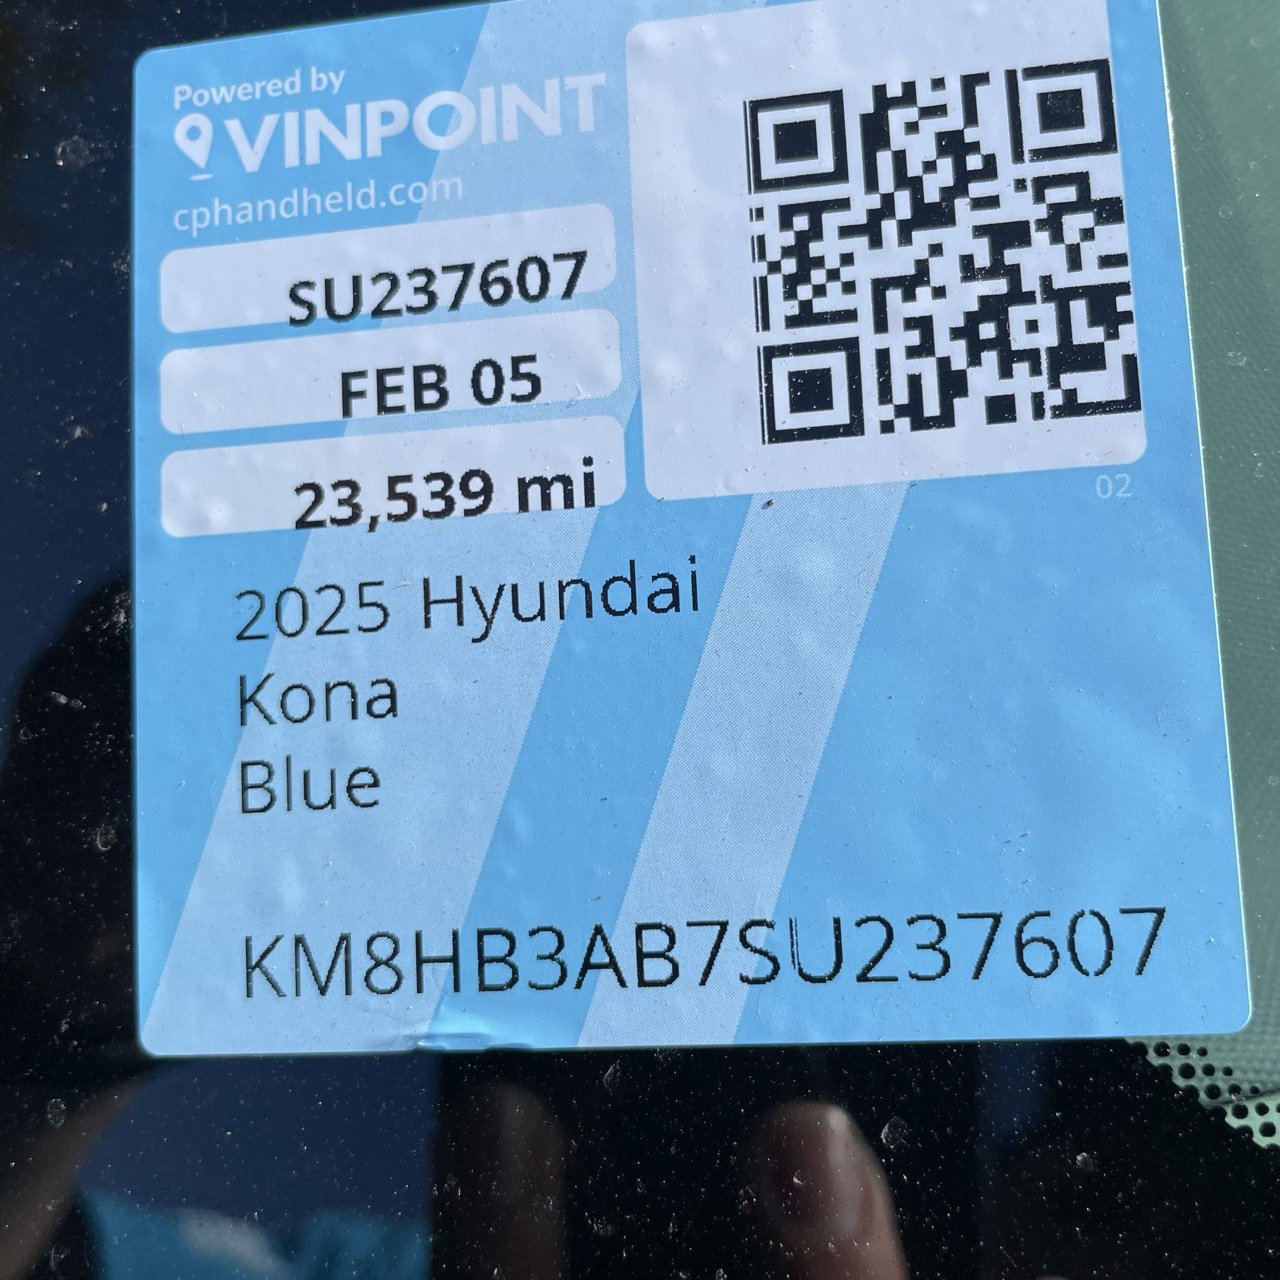 Powered by
VINPOINT
cphandheld.com
SU237607
FEB 05
23,539 mi
02
2025 Hyundai
Kona
Blue
KM8HB3AB7SU237607